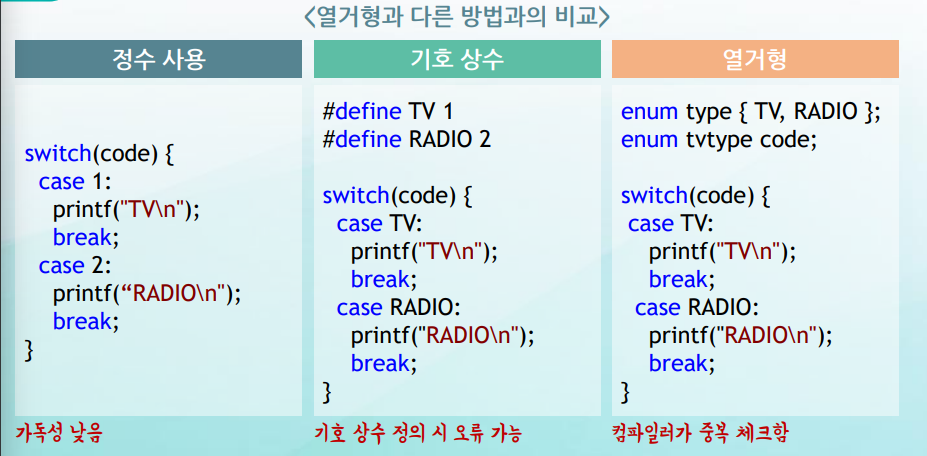 <열거형과 다른 방법과의 비교>
정수 사용
switch(code) {
case 1:
printf("TV\n");
break;
case 2:
printf(“RADIO\n");
break;
}
가독성 낮음
기호 상수
#define TV 1
#define RADIO 2
switch(code) {
case TV:
printf("TV\n");
break;
case RADIO:
printf("RADIO\n");
break;
}
기호 상수 정의 시 오류 가능
열거형
enum type { TV, RADIO };
enum tvtype code;
switch(code) {
case TV:
printf("TV\n");
break;
case RADIO:
printf("RADIO\n");
break;
}
컴파일러가 중복 체크함